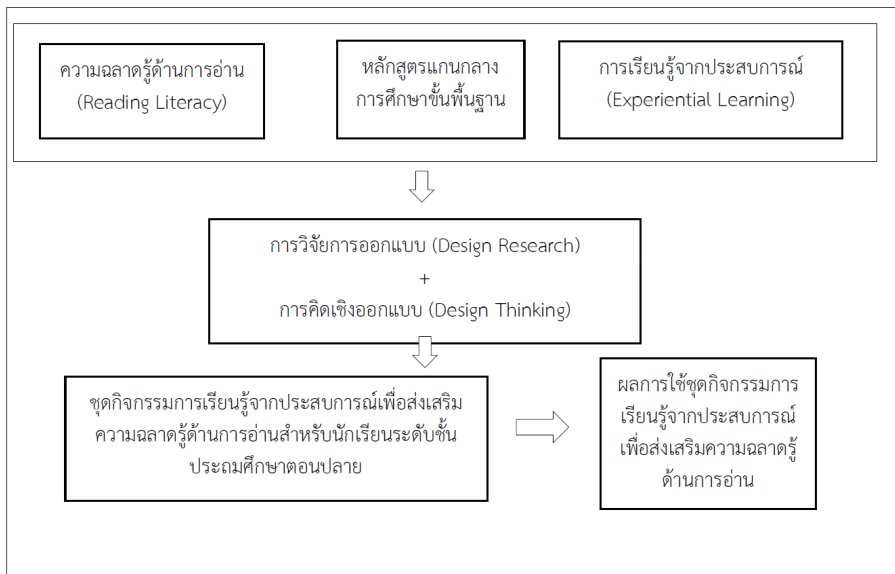 ความฉลาดรู้ด้านการอ่าน
(Reading Literacy)
หลักสูตรแกนกลาง
การศึกษาขั้นพื้นฐาน
การเรียนรู้จากประสบการณ์
(Experiential Learning)
การวิจัยการออกแบบ (Design Research)
+
การคิดเชิงออกแบบ (Design Thinking)
ชุดกิจกรรมการเรียนรู้จากประสบการณ์เพื่อส่งเสริม
ความฉลาดรู้ด้านการอ่านสำหรับนักเรียนระดับชั้น
ประถมศึกษาตอนปลาย
ผลการใช้ชุดกิจกรรมการ
เรียนรู้จากประสบการณ์
เพื่อส่งเสริมความฉลาดรู้
ด้านการอ่าน